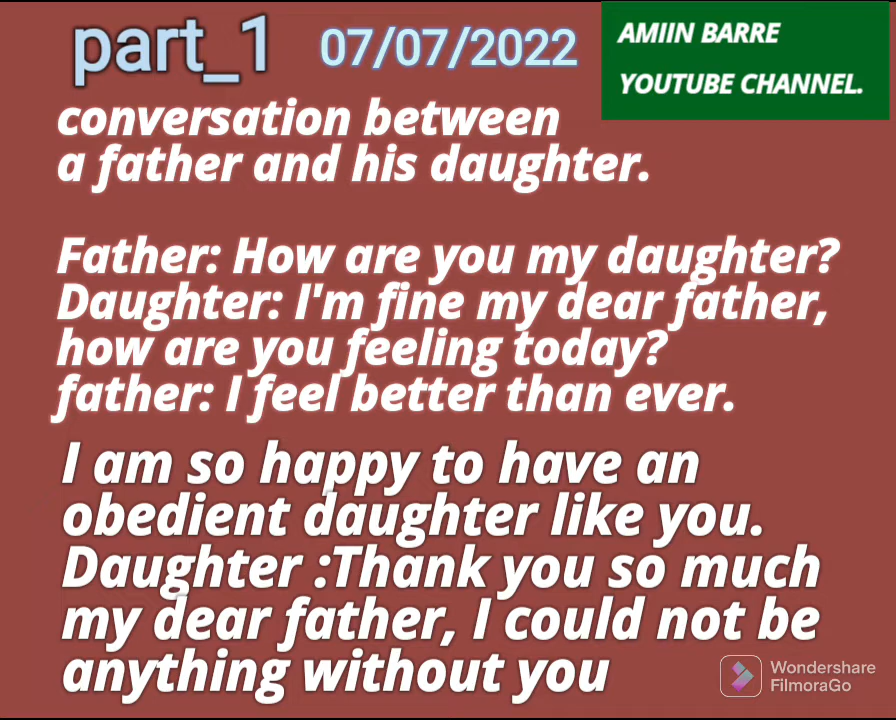 part_1 07/07/2022
AMIIN BARRE
YOUTUBE CHANNEL.
conversation between
a father and his daughter.
Father: How are you my daughter?
Daughter: I'm fine my dear father,
how are you feeling today?
father: I feel better than ever.
I am so happy to have an
obedient daughter like you.
Daughter :Thank you so much
my dear father, I could not be
anything without you
Wondershare
FilmoraGo